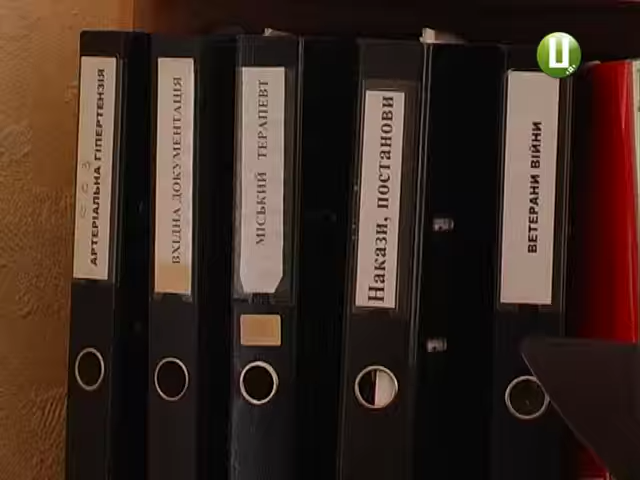 АРТЕРІАЛЬНА ГІПЕРТЕНЗІЯ
ВХІДНА ДОКУМЕНТАЦІЯ
МІСЬКИЙ ТЕРАПЕВТ
Накази, постанови
ВЕТЕРАНИ ВІЙНИ
Ц